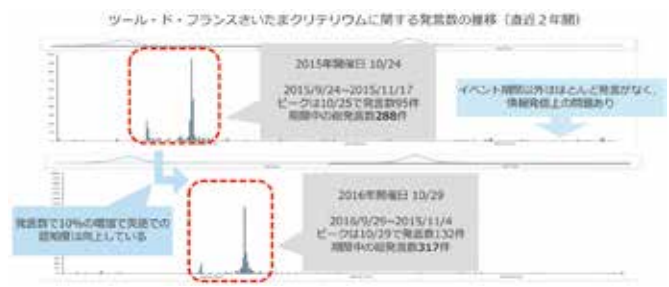 ツール・ド・フランスさいたまクリテリウムに関する発言数の推移（直近２年間）
2015年開催日 10/24
2015/9/24~2015/11/17
ピークは10/25で発言数95件
期間中の総発言数288件
イベント期間以外はほとんど発言がなく、
情報発信上の問題あり
2016年開催日 10/29
2016/9/29~2015/11/4
ピークは10/29で発言数132件
期間中の総発言数317件
発言数で10%の増加で英語での
認知度は向上している